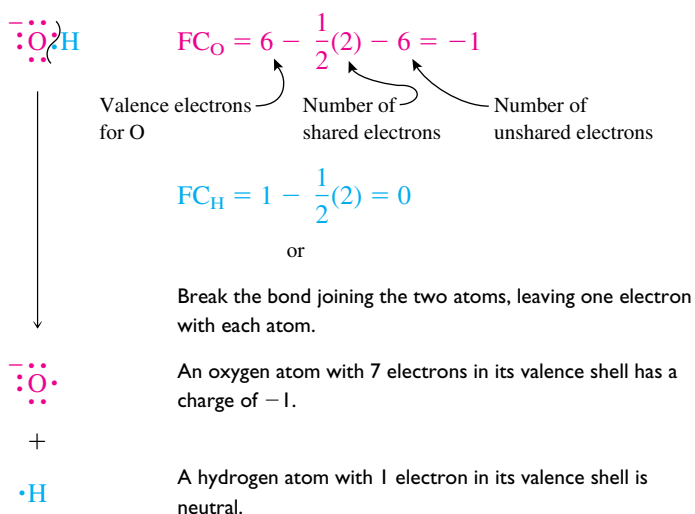 ⁻:Ö:H FC_O = 6 − 1/2(2) − 6 = −1
Valence electrons for O
Number of shared electrons
Number of unshared electrons
FC_H = 1 − 1/2(2) = 0
or
Break the bond joining the two atoms, leaving one electron
with each atom.
⁻:Ö·
An oxygen atom with 7 electrons in its valence shell has a
charge of −1.
+
·H
A hydrogen atom with 1 electron in its valence shell is
neutral.